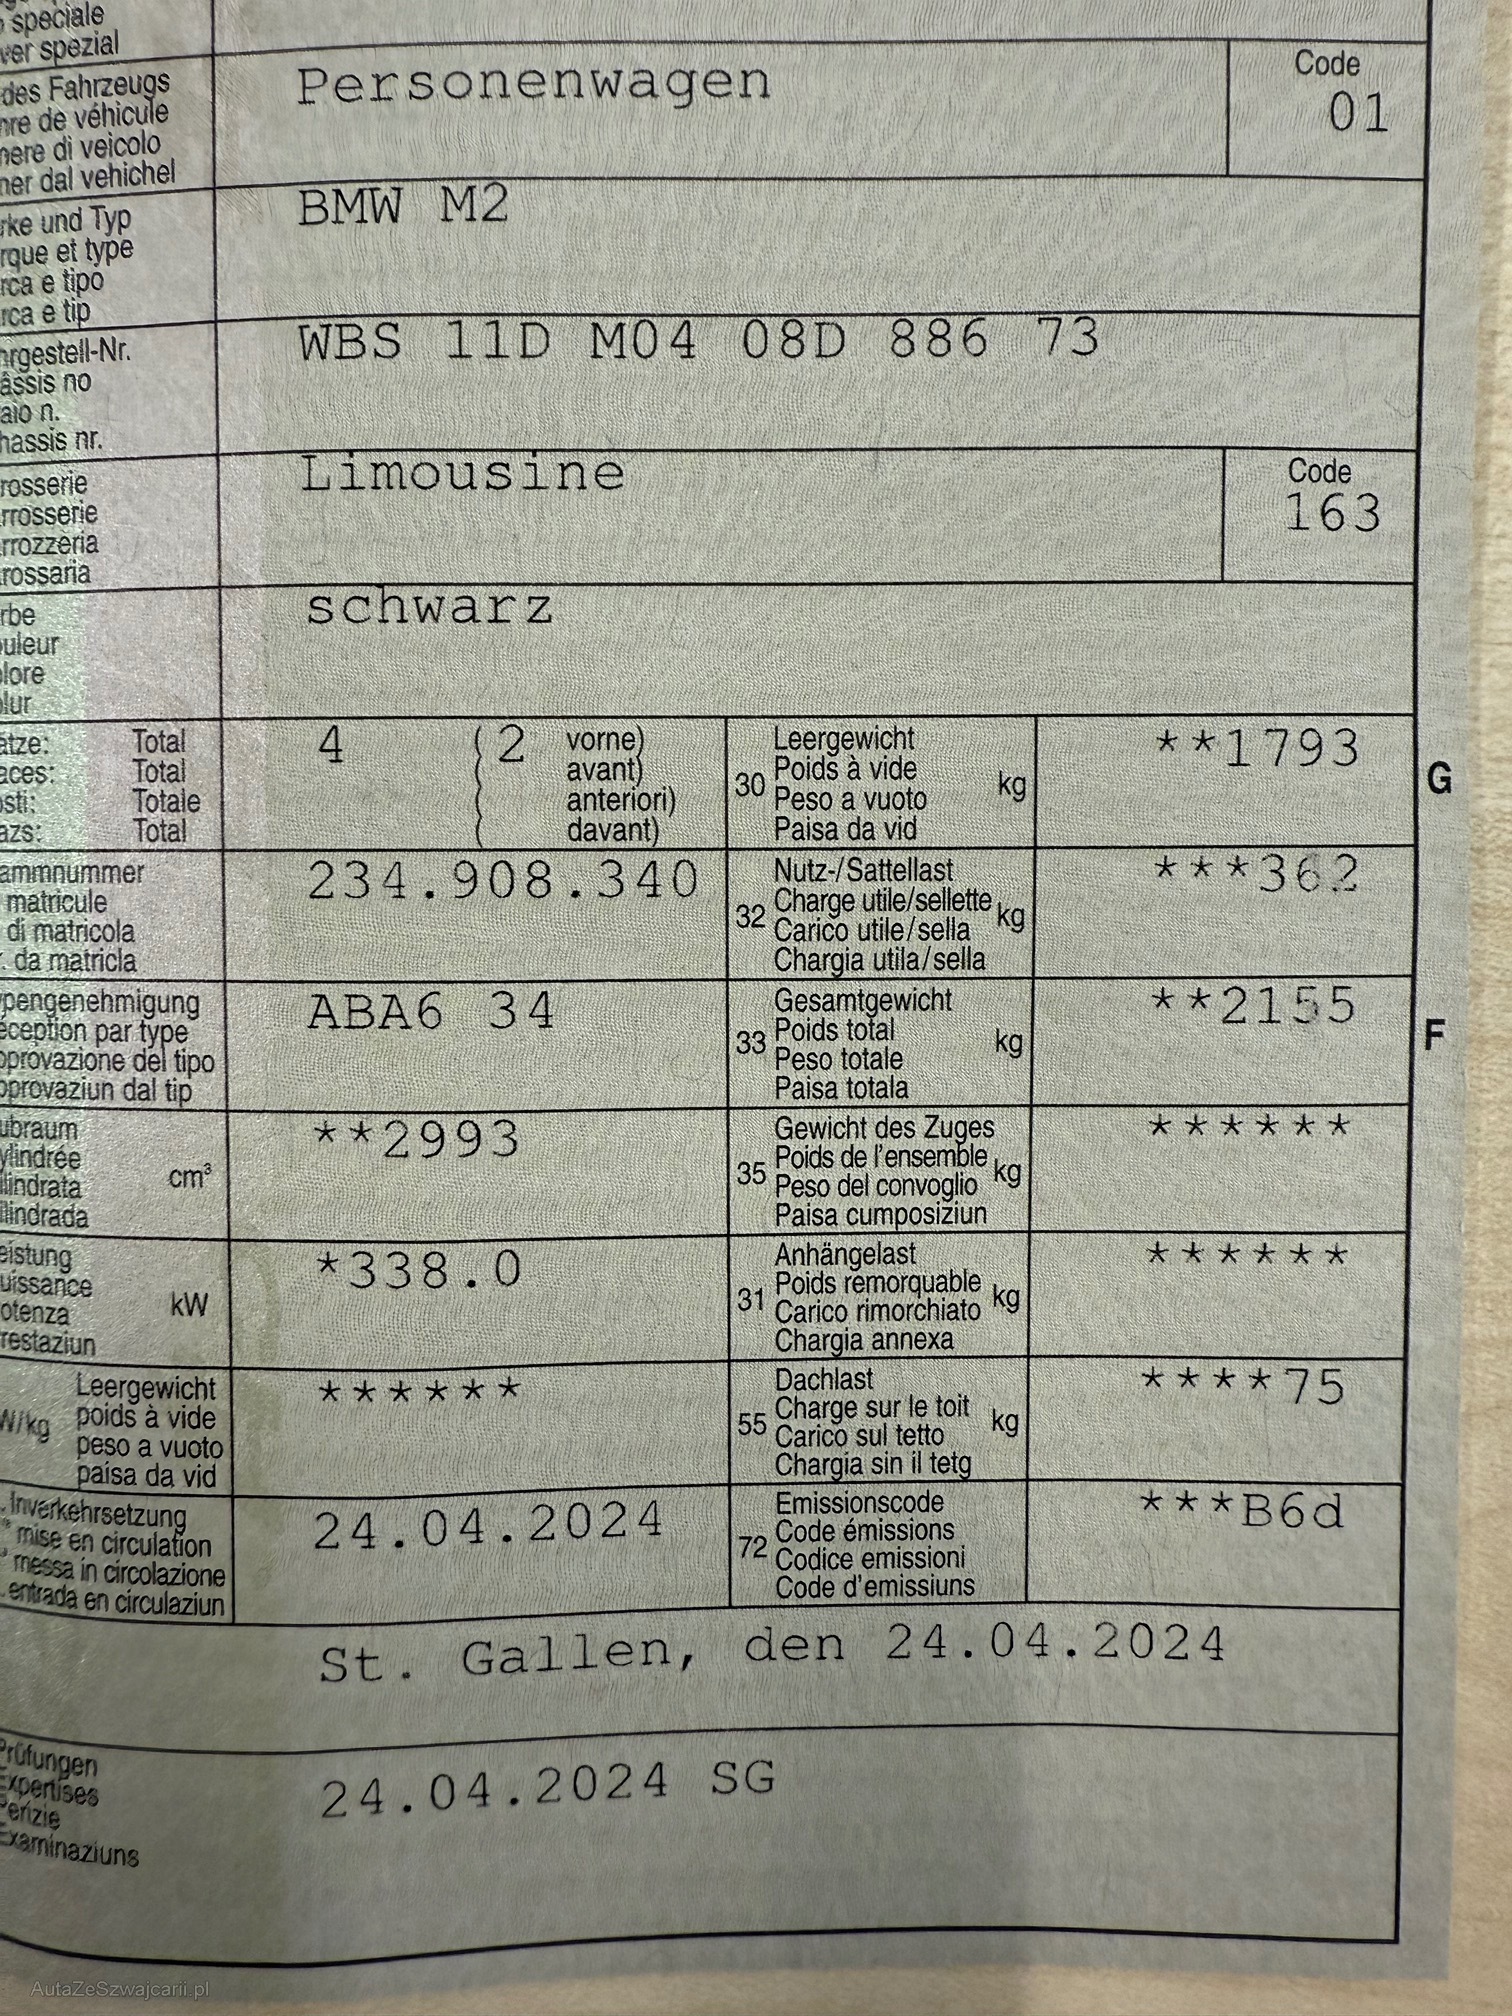 speciale
ver spezial
des Fahrzeugs
nre de véhicule
nere di veicolo
ner dal vehichel
Personenwagen
Code
01
rke und Typ
rque et type
rca e tipo
rca e tip
BMW M2
hrgestell-Nr.
âssis no
aio n.
hassis nr.
WBS 11D M04 08D 886 73
rosserie
rrosserie
rrozzeria
rossaria
Limousine
Code
163
rbe
uleur
lore
lur
schwarz
ätze: Total
aces: Total
sti: Totale
azs: Total
4 (2 vorne)
avant)
anteriori)
davant)
30 Leergewicht
Poids à vide
Peso a vuoto
Paisa da vid
kg
**1793
G
ammnummer
matricule
di matricola
. da matricla
234.908.340
32 Nutz-/Sattellast
Charge utile/sellette
Carico utile/sella
Chargia utila/sella
kg
***362
pengenehmigung
éception par type
pprovazione del tipo
pprovaziun dal tip
ABA6 34
33 Gesamtgewicht
Poids total
Peso totale
Paisa totala
kg
**2155
F
ubraum
ylindrée
ilindrata
ilindrada
cm³
**2993
35 Gewicht des Zuges
Poids de l'ensemble
Peso del convoglio
Paisa cumposiziun
kg
******
eistung
uissance
otenza
restaziun
kW
*338.0
31 Anhängelast
Poids remorquable
Carico rimorchiato
Chargia annexa
kg
******
W/kg
Leergewicht
poids à vide
peso a vuoto
paisa da vid
******
55 Dachlast
Charge sur le toit
Carico sul tetto
Chargia sin il tetg
kg
****75
. Inverkehrsetzung
mise en circulation
messa in circolazione
. entrada en circulaziun
24.04.2024
72 Emissionscode
Code émissions
Codice emissioni
Code d'emissiuns
***B6d
St. Gallen, den 24.04.2024
Prüfungen
Expertises
Perizie
Examinaziuns
24.04.2024 SG
AutaZeSzwajcarii.pl